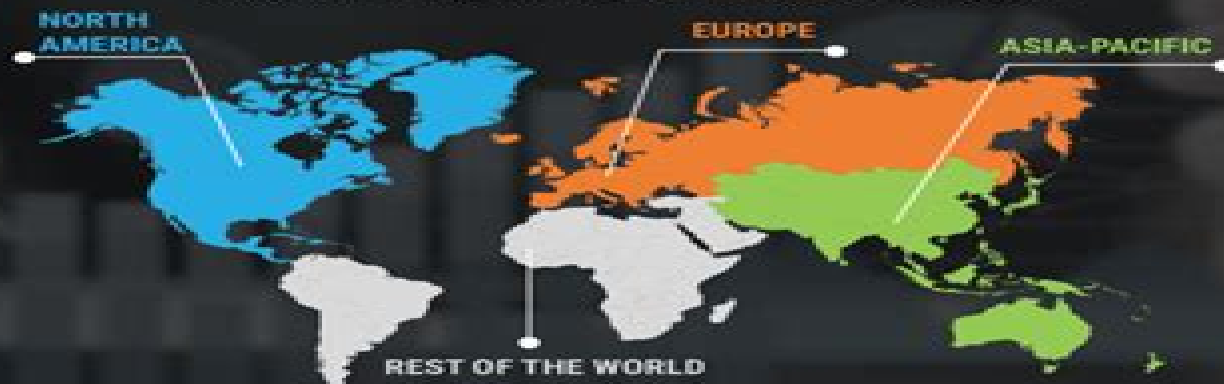 NORTH
AMERICA
EUROPE
ASIA-PACIFIC
REST OF THE WORLD